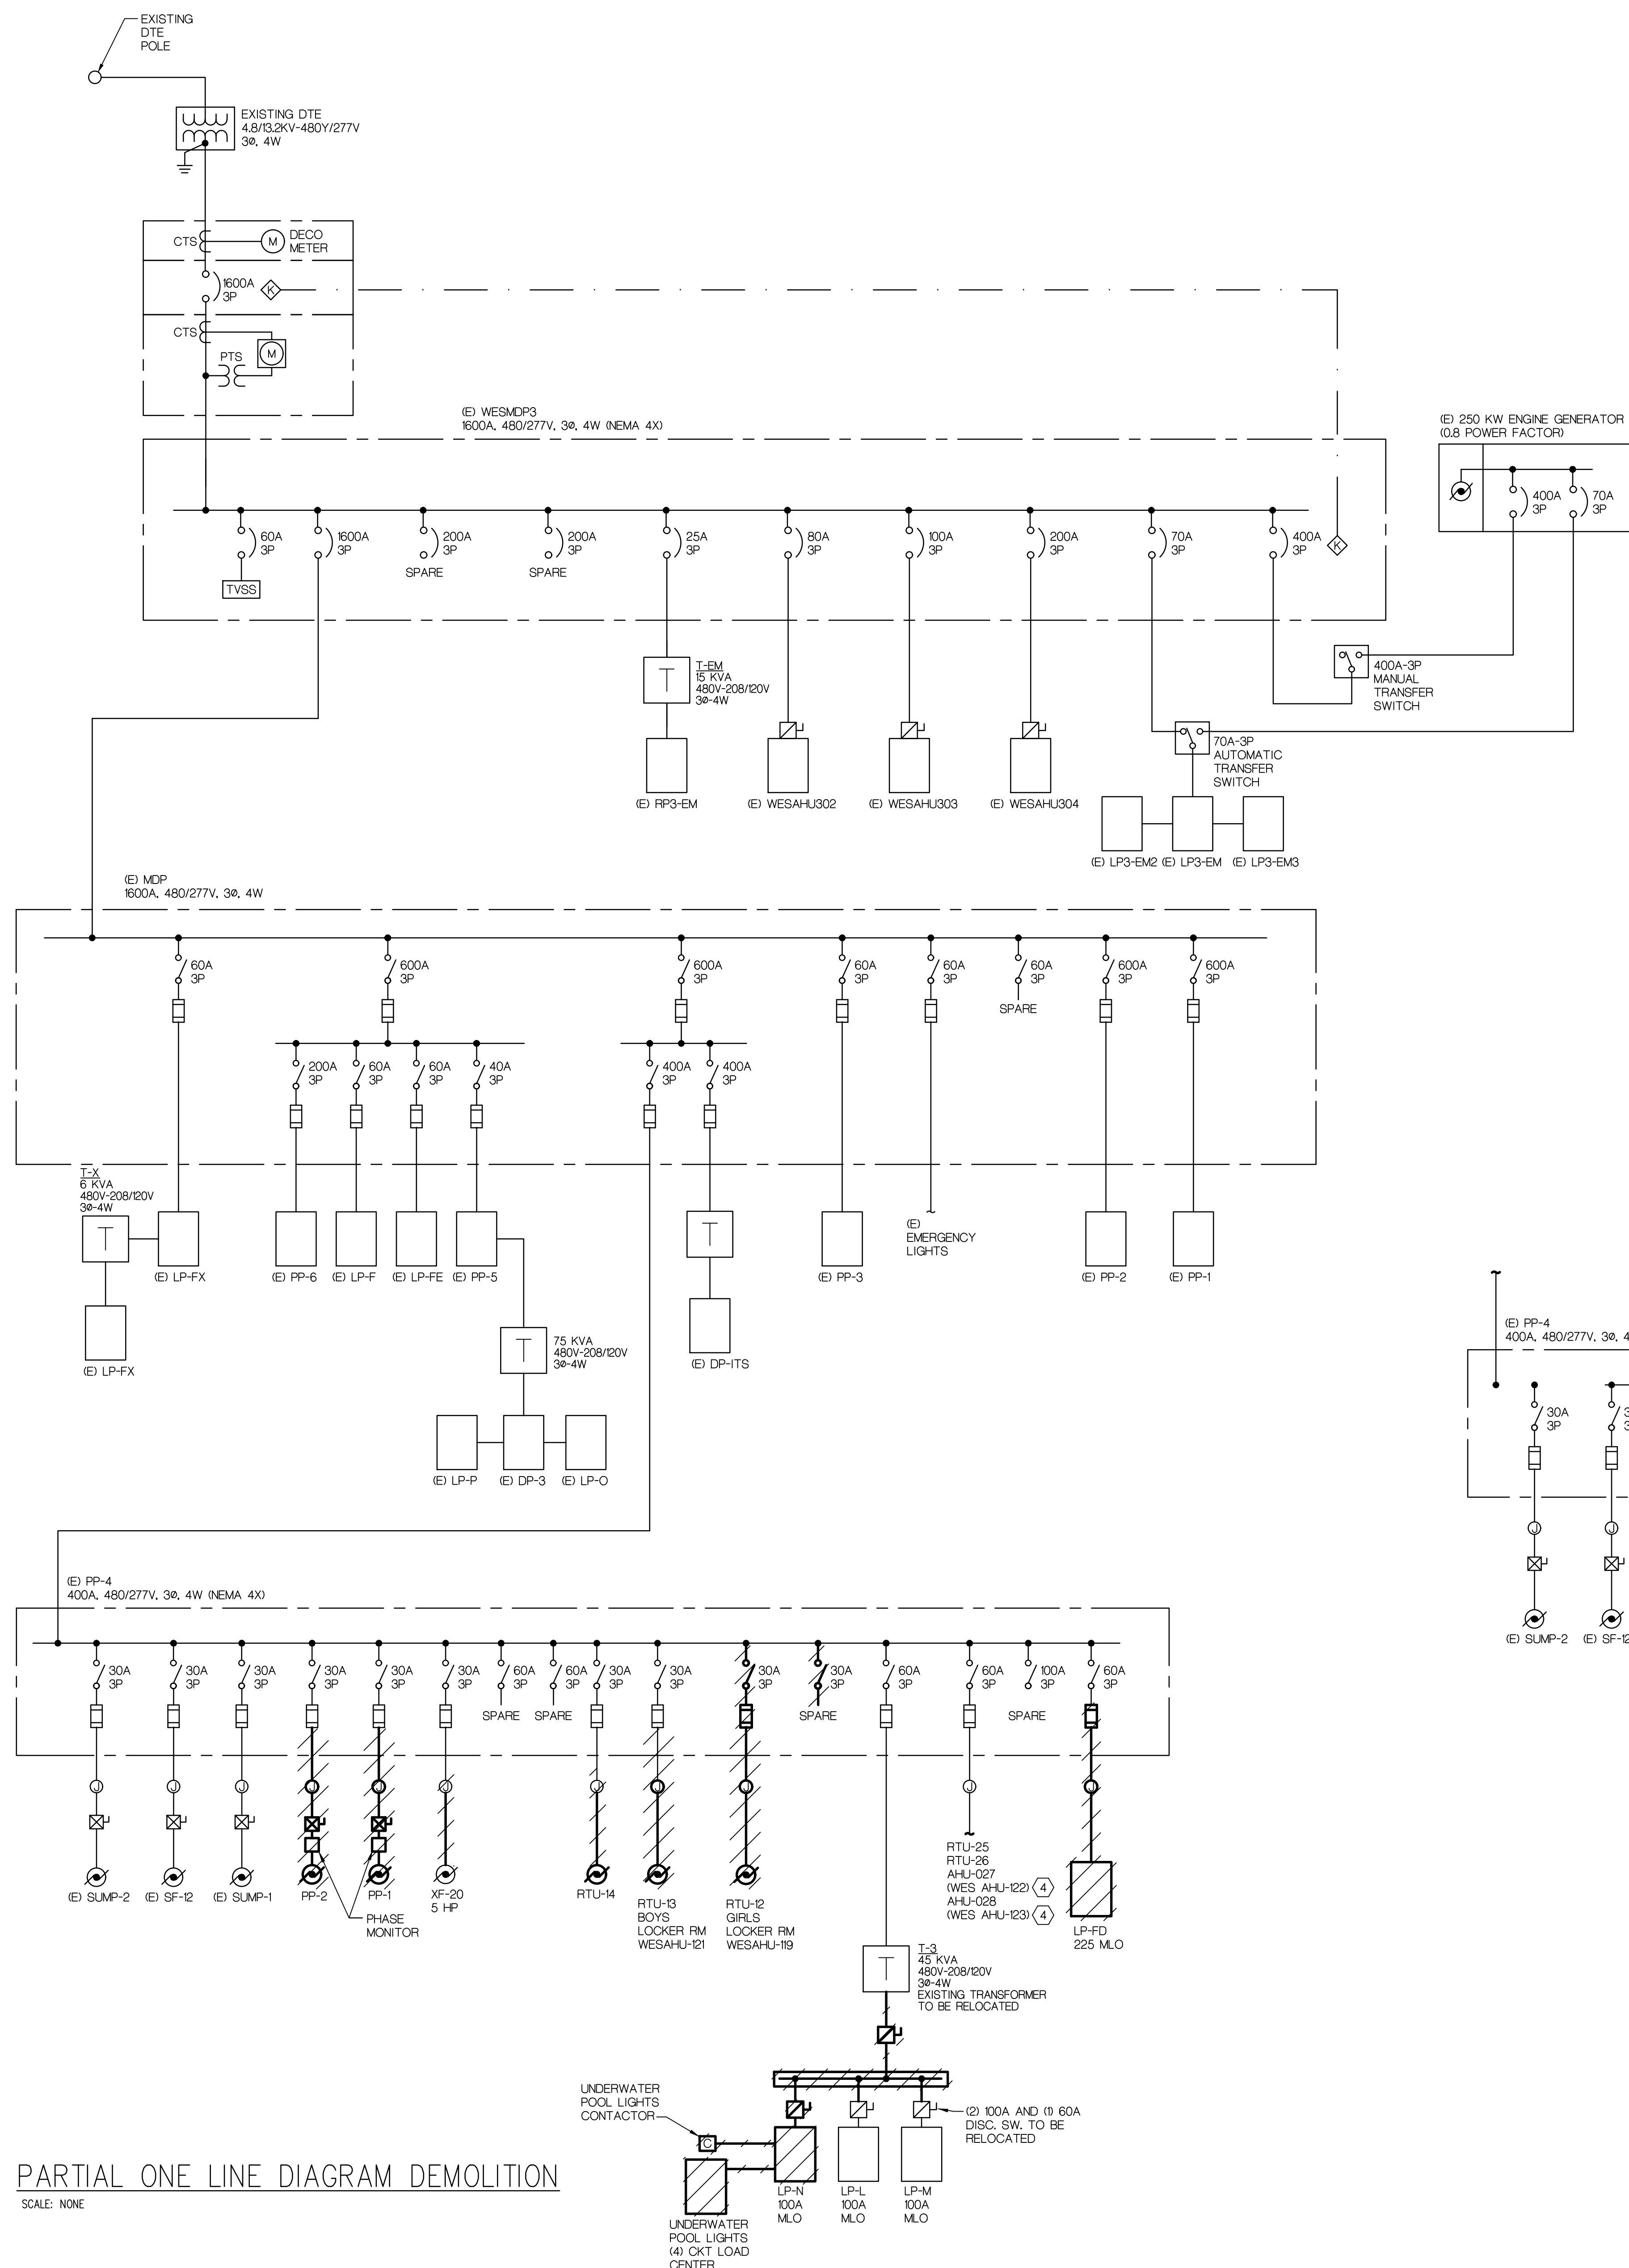 EXISTING
DTE
POLE
EXISTING DTE
4.8/13.2KV-480Y/277V
3Ø, 4W
CTS
M
DECO
METER
1600A
3P
K
CTS
M
PTS
(E) WESMDP3
1600A, 480/277V, 3Ø, 4W (NEMA 4X)
(E) 250 KW ENGINE GENERATOR
(0.8 POWER FACTOR)
400A
3P
70A
3P
60A
3P
TVSS
1600A
3P
200A
3P
SPARE
200A
3P
SPARE
25A
3P
80A
3P
100A
3P
200A
3P
70A
3P
400A
3P
K
T
T-EM
15 KVA
480V-208/120V
3Ø-4W
400A-3P
MANUAL
TRANSFER
SWITCH
70A-3P
AUTOMATIC
TRANSFER
SWITCH
(E) RP3-EM
(E) WESAHU302
(E) WESAHU303
(E) WESAHU304
(E) LP3-EM2
(E) LP3-EM
(E) LP3-EM3
(E) MDP
1600A, 480/277V, 3Ø, 4W
60A
3P
600A
3P
600A
3P
60A
3P
60A
3P
60A
3P
SPARE
600A
3P
600A
3P
200A
3P
60A
3P
60A
3P
40A
3P
400A
3P
400A
3P
T-X
6 KVA
480V-208/120V
3Ø-4W
T
(E) LP-FX
(E) PP-6
(E) LP-F
(E) LP-FE
(E) PP-5
T
(E) PP-3
(E)
EMERGENCY
LIGHTS
(E) PP-2
(E) PP-1
(E) LP-FX
T
75 KVA
480V-208/120V
3Ø-4W
(E) DP-ITS
(E) LP-P
(E) DP-3
(E) LP-O
(E) PP-4
400A, 480/277V, 3Ø, 4
30A
3P
3
3
J
J
(E) SUMP-2
(E) SF-12
(E) PP-4
400A, 480/277V, 3Ø, 4W (NEMA 4X)
30A
3P
30A
3P
30A
3P
30A
3P
30A
3P
30A
3P
60A
3P
SPARE
60A
3P
SPARE
30A
3P
30A
3P
30A
3P
30A
3P
SPARE
60A
3P
60A
3P
100A
3P
SPARE
60A
3P
J
J
J
J
J
J
J
J
J
J
J
(E) SUMP-2
(E) SF-12
(E) SUMP-1
PP-2
PP-1
PHASE
MONITOR
XF-20
5 HP
RTU-14
RTU-13
BOYS
LOCKER RM
WESAHU-121
RTU-12
GIRLS
LOCKER RM
WESAHU-119
RTU-25
RTU-26
AHU-027
(WES AHU-122) 4
AHU-028
(WES AHU-123) 4
LP-FD
225 MLO
T
T-3
45 KVA
480V-208/120V
3Ø-4W
EXISTING TRANSFORMER
TO BE RELOCATED
UNDERWATER
POOL LIGHTS
CONTACTOR
C
(2) 100A AND (1) 60A
DISC. SW. TO BE
RELOCATED
LP-N
100A
MLO
LP-L
100A
MLO
LP-M
100A
MLO
UNDERWATER
POOL LIGHTS
(4) CKT LOAD
CENTER
PARTIAL ONE LINE DIAGRAM DEMOLITION
SCALE: NONE